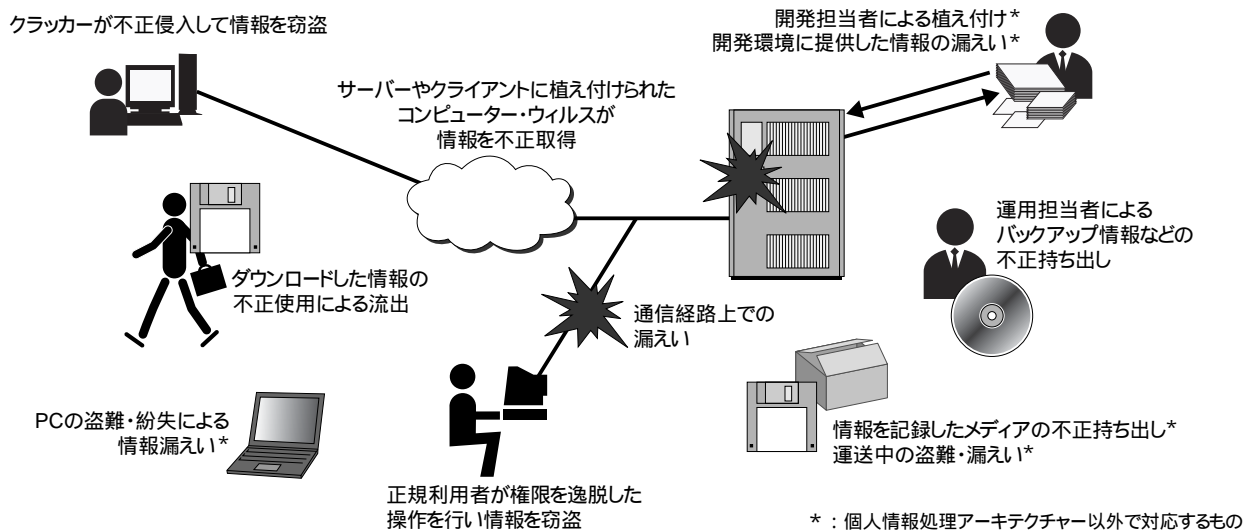 クラッカーが不正侵入して情報を窃盗
開発担当者による植え付け*
開発環境に提供した情報の漏えい*
サーバーやクライアントに植え付けられた
コンピューター・ウィルスが
情報を不正取得
運用担当者による
バックアップ情報などの
不正持ち出し
ダウンロードした情報の
不正使用による流出
通信経路上での
漏えい
PCの盗難・紛失による
情報漏えい*
情報を記録したメディアの不正持ち出し*
運送中の盗難・漏えい*
正規利用者が権限を逸脱した
操作を行い情報を窃盗
* : 個人情報処理アーキテクチャー以外で対応するもの